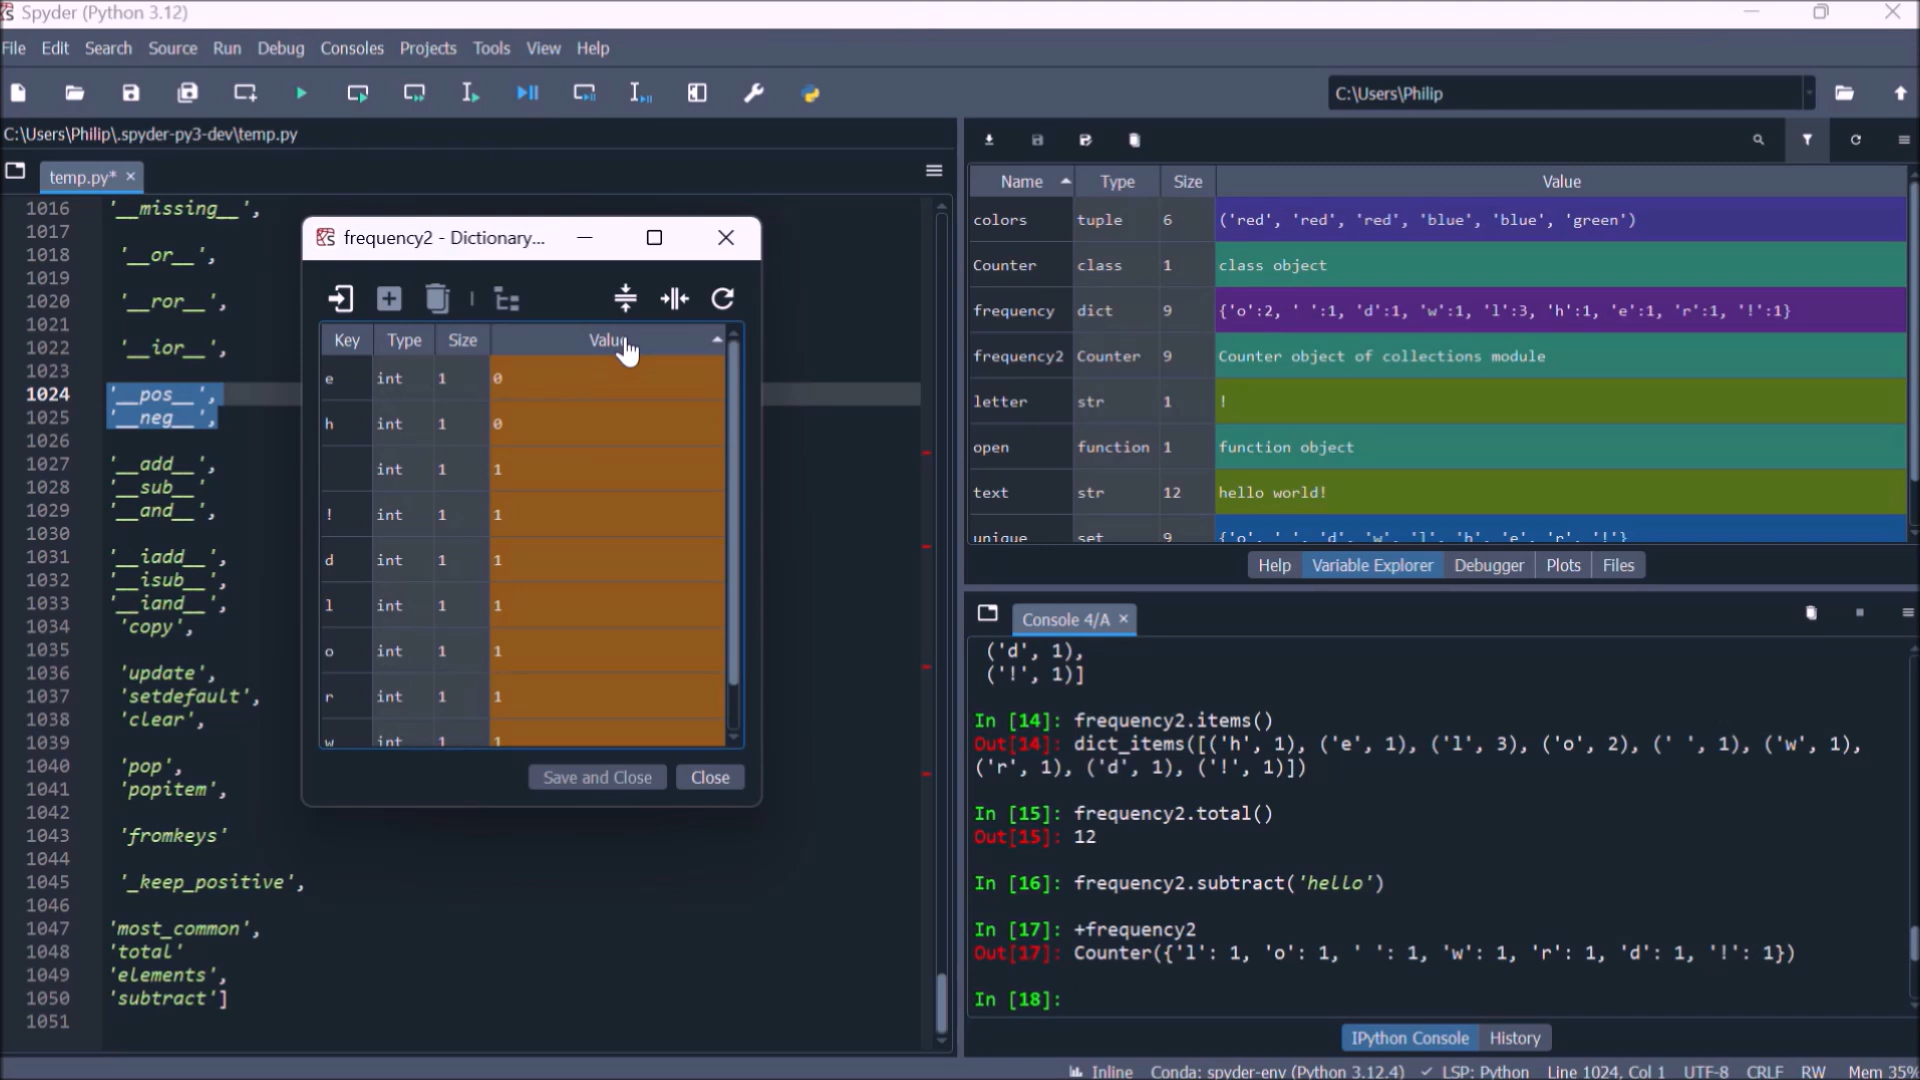 Spyder (Python 3.12)
File Edit Search Source Run Debug Consoles Projects Tools View Help
C:\Users\Philip
C:\Users\Philip\.spyder-py3-dev\temp.py
temp.py*
1016 '__missing__',
1017
1018 '__or__',
1019
1020 '__ror__',
1021
1022 '__ior__',
1023
1024 '__pos__',
1025 '__neg__',
1026
1027 '__add__',
1028 '__sub__'
1029 '__and__',
1030
1031 '__iadd__',
1032 '__isub__',
1033 '__iand__',
1034 'copy',
1035
1036 'update',
1037 'setdefault',
1038 'clear',
1039
1040 'pop',
1041 'popitem',
1042
1043 'fromkeys'
1044
1045 '_keep_positive',
1046
1047 'most_common',
1048 'total'
1049 'elements',
1050 'subtract']
1051
frequency2 - Dictionary...
Key Type Size Value
e int 1 0
h int 1 0
int 1 1
! int 1 1
d int 1 1
l int 1 1
o int 1 1
r int 1 1
w int 1 1
Save and Close Close
Name Type Size Value
colors tuple 6 ('red', 'red', 'red', 'blue', 'blue', 'green')
Counter class 1 class object
frequency dict 9 {'o':2, ' ':1, 'd':1, 'w':1, 'l':3, 'h':1, 'e':1, 'r':1, '!':1}
frequency2 Counter 9 Counter object of collections module
letter str 1 !
open function 1 function object
text str 12 hello world!
unique set 9 {'o', ' ', 'd', 'w', 'l', 'h', 'e', 'r', '!'}
Help Variable Explorer Debugger Plots Files
Console 4/A
('d', 1),
('!', 1)]
In [14]: frequency2.items()
Out[14]: dict_items([('h', 1), ('e', 1), ('l', 3), ('o', 2), (' ', 1), ('w', 1),
('r', 1), ('d', 1), ('!', 1)])
In [15]: frequency2.total()
Out[15]: 12
In [16]: frequency2.subtract('hello')
In [17]: +frequency2
Out[17]: Counter({'l': 1, 'o': 1, ' ': 1, 'w': 1, 'r': 1, 'd': 1, '!': 1})
In [18]:
IPython Console History
Inline Conda: spyder-env (Python 3.12.4) LSP: Python Line 1024, Col 1 UTF-8 CRLF RW Mem 35%